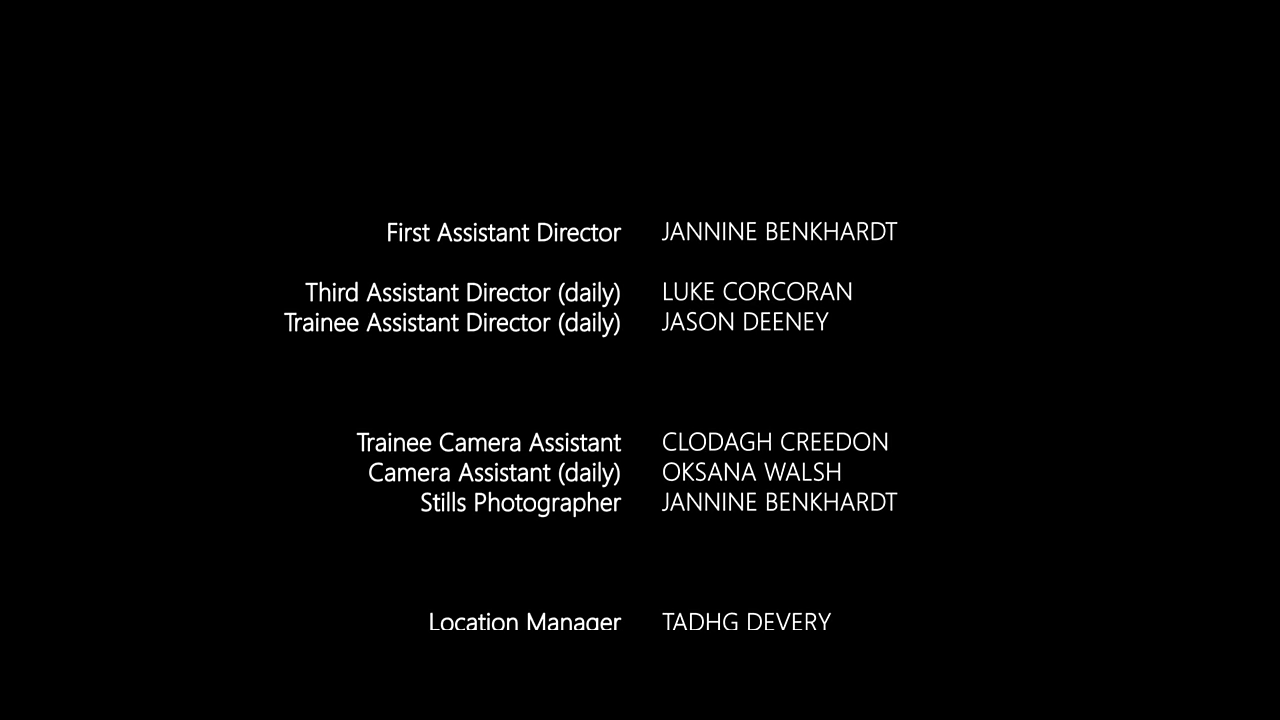 First Assistant Director JANNINE BENKHARDT
Third Assistant Director (daily) LUKE CORCORAN
Trainee Assistant Director (daily) JASON DEENEY
Trainee Camera Assistant CLODAGH CREEDON
Camera Assistant (daily) OKSANA WALSH
Stills Photographer JANNINE BENKHARDT
Location Manager TADHG DEVERY